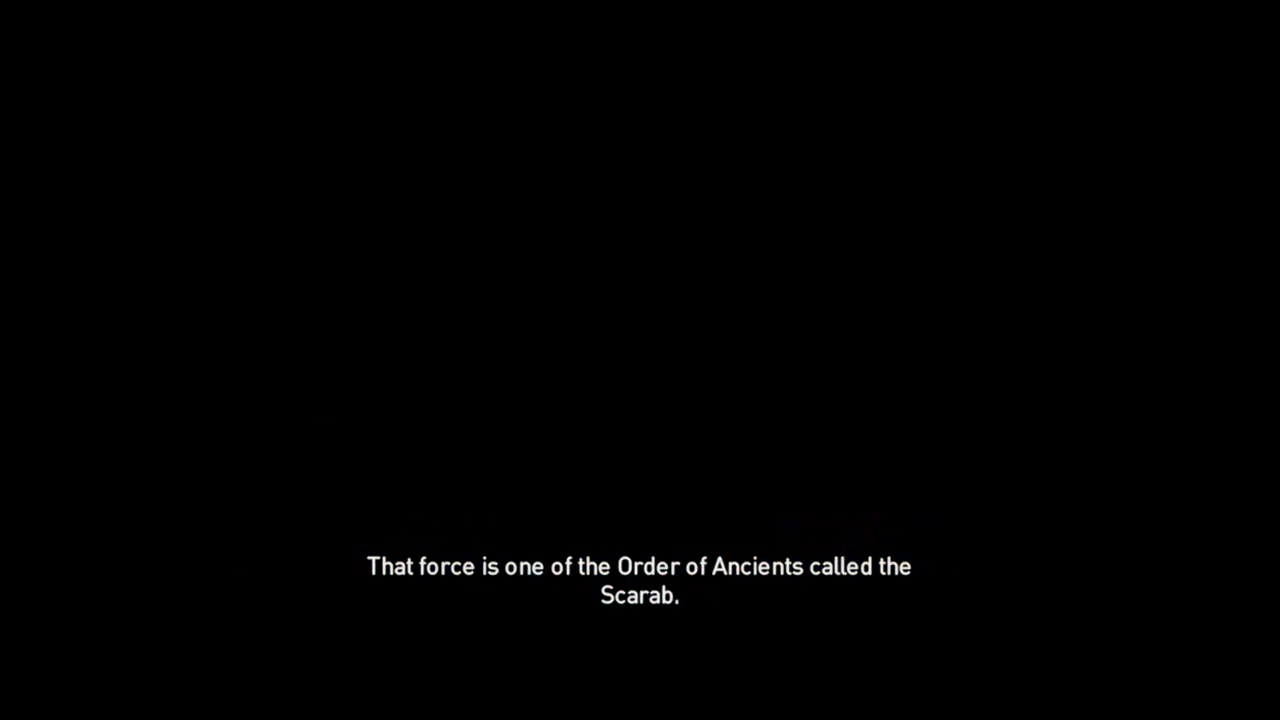 That force is one of the Order of Ancients called the
Scarab.